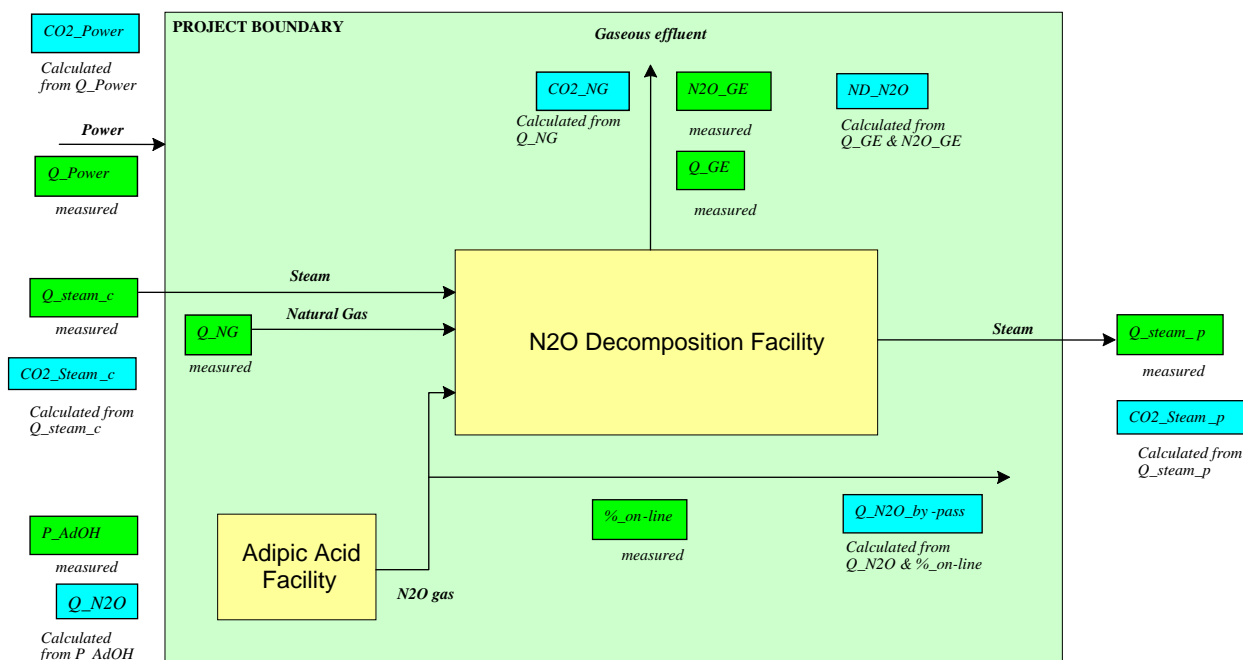 CO2_Power
Calculated
from Q_Power
Power
Q_Power
measured
Q_steam_c
measured
CO2_Steam_c
Calculated from
Q_steam_c
P_AdOH
measured
Q_N2O
Calculated
from P_AdOH
PROJECT BOUNDARY
Gaseous effluent
CO2_NG
Calculated from
Q_NG
N2O_GE
measured
Q_GE
measured
ND_N2O
Calculated from
Q_GE & N2O_GE
Steam
Natural Gas
Q_NG
measured
N2O Decomposition Facility
Adipic Acid
Facility
N2O gas
%_on-line
measured
Q_N2O_by-pass
Calculated from
Q_N2O & %_on-line
Steam
Q_steam_p
measured
CO2_Steam_p
Calculated from
Q_steam_p